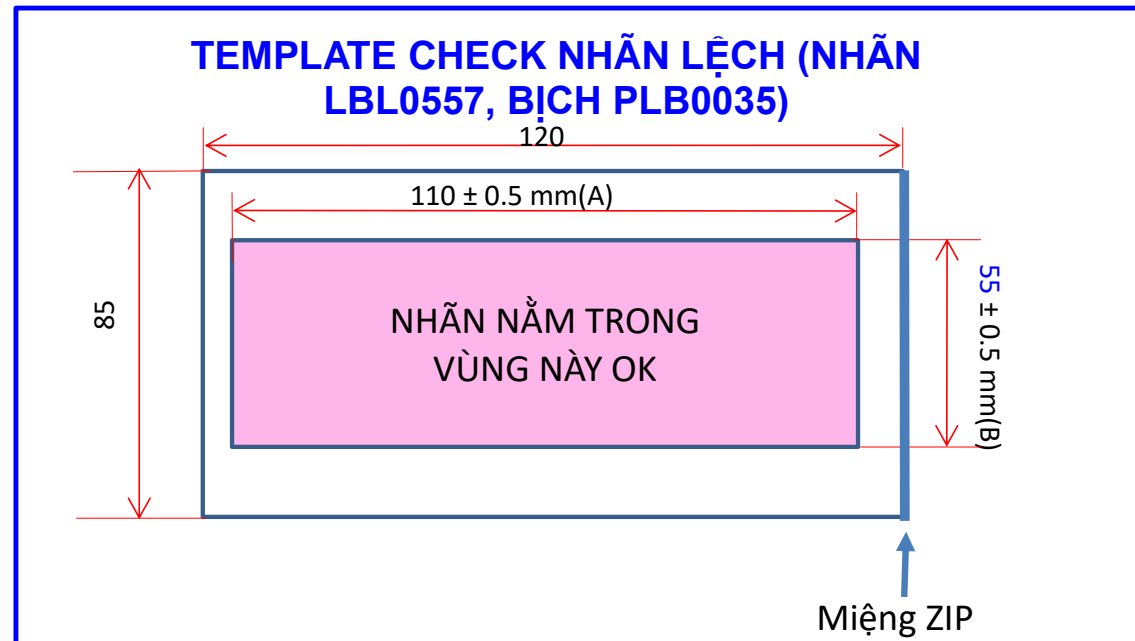 TEMPLATE CHECK NHÃN LỆCH (NHÃN
LBL0557, BỊCH PLB0035)
120
110 ± 0.5 mm(A)
85
NHÃN NẰM TRONG
VÙNG NÀY OK
55 ± 0.5 mm(B)
Miệng ZIP